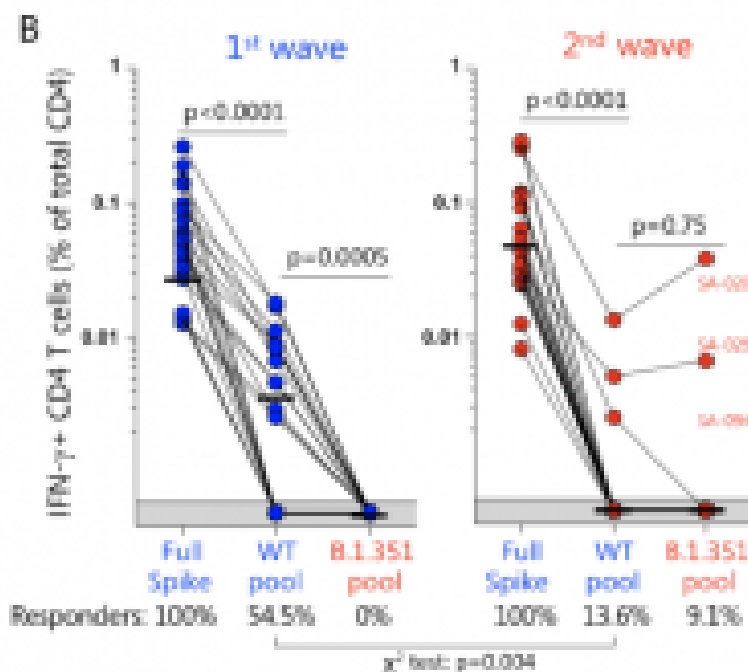 B
1st wave
2nd wave
IFN-γ+ CD4 T cells (% of total CD4)
1
0.1
0.01
p<0.0001
p=0.0005
1
0.1
0.01
p<0.0001
p=0.75
Full Spike
WT pool
B.1.351 pool
Full Spike
WT pool
B.1.351 pool
Responders: 100% 54.5% 0% 100% 13.6% 9.1%
χ² test: p=0.004